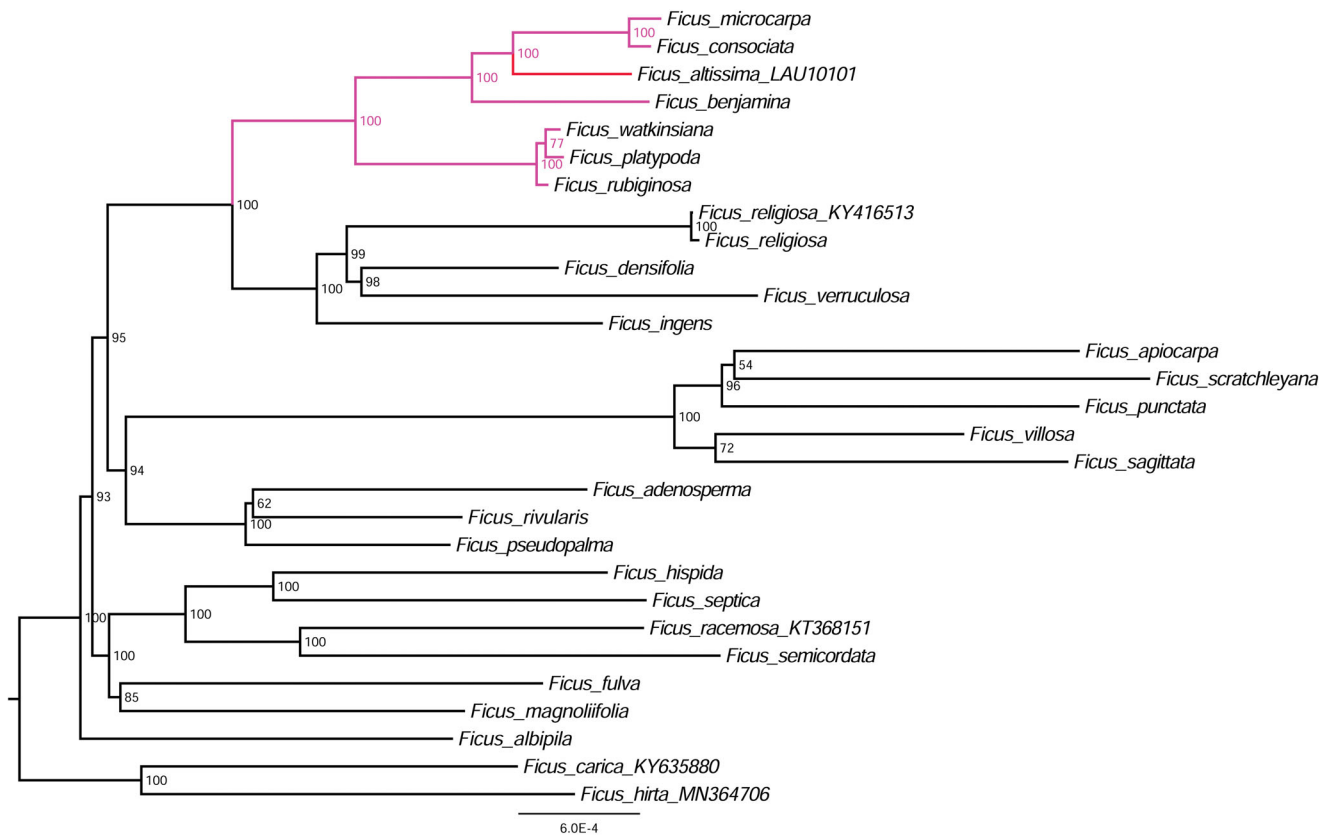 Ficus_microcarpa
100
Ficus_consociata
100
Ficus_altissima_LAU10101
100
Ficus_benjamina
100
Ficus_watkinsiana
77
Ficus_platypoda
100
Ficus_rubiginosa
100
Ficus_religiosa_KY416513
100
Ficus_religiosa
99
Ficus_densifolia
98
100
Ficus_verruculosa
Ficus_ingens
95
Ficus_apiocarpa
54
Ficus_scratchleyana
96
Ficus_punctata
100
Ficus_villosa
72
Ficus_sagittata
94
Ficus_adenosperma
93
62
Ficus_rivularis
100
Ficus_pseudopalma
Ficus_hispida
100
Ficus_septica
100
100
Ficus_racemosa_KT368151
100
Ficus_semicordata
100
Ficus_fulva
85
Ficus_magnoliifolia
Ficus_albipila
Ficus_carica_KY635880
100
Ficus_hirta_MN364706
6.0E-4